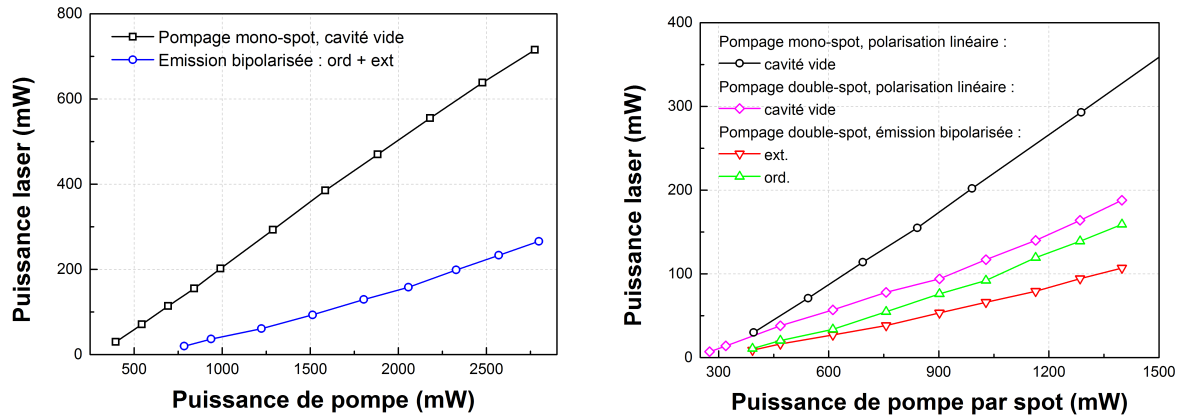 800
600
400
200
0
500
1000
1500
2000
2500
Puissance laser (mW)
Puissance de pompe (mW)
Pompage mono-spot, cavité vide
Emission bipolarisée : ord + ext
400
300
200
100
0
300
600
900
1200
1500
Puissance laser (mW)
Puissance de pompe par spot (mW)
Pompage mono-spot, polarisation linéaire :
cavité vide
Pompage double-spot, polarisation linéaire :
cavité vide
Pompage double-spot, émission bipolarisée :
ext.
ord.